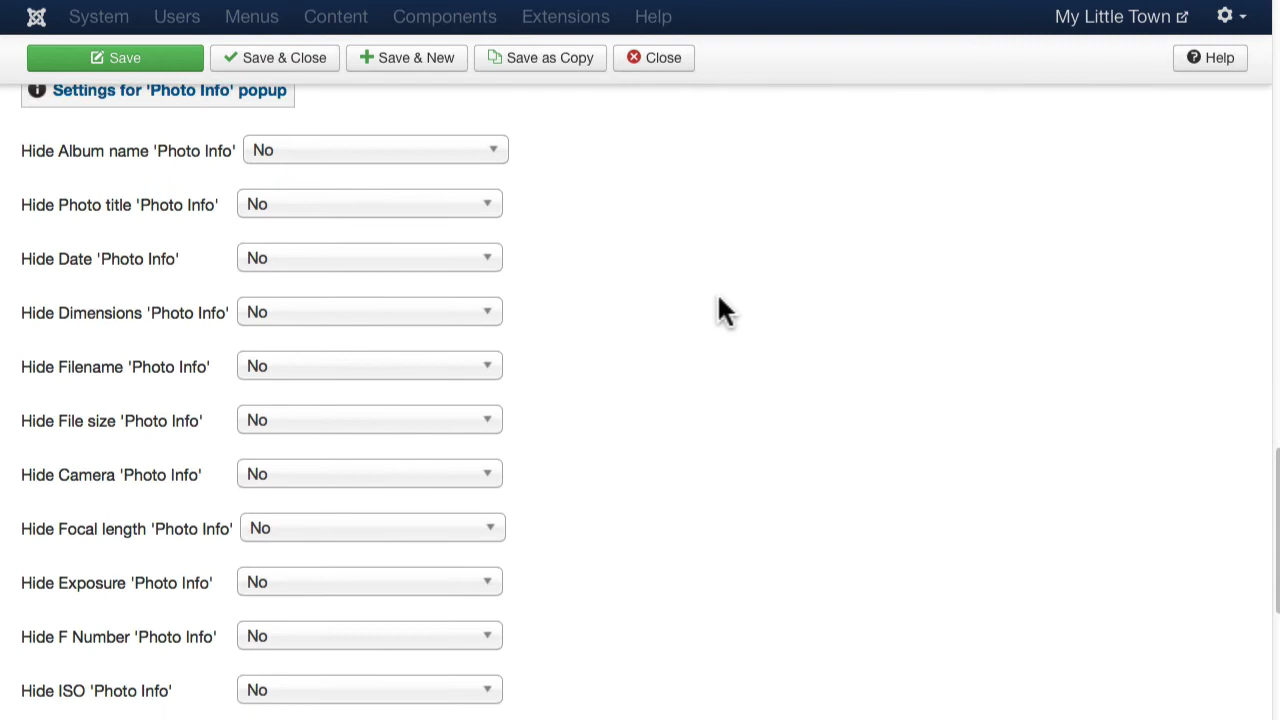 System Users Menus Content Components Extensions Help My Little Town
Save Save & Close Save & New Save as Copy Close Help
Settings for 'Photo Info' popup
Hide Album name 'Photo Info' No
Hide Photo title 'Photo Info' No
Hide Date 'Photo Info' No
Hide Dimensions 'Photo Info' No
Hide Filename 'Photo Info' No
Hide File size 'Photo Info' No
Hide Camera 'Photo Info' No
Hide Focal length 'Photo Info' No
Hide Exposure 'Photo Info' No
Hide F Number 'Photo Info' No
Hide ISO 'Photo Info' No